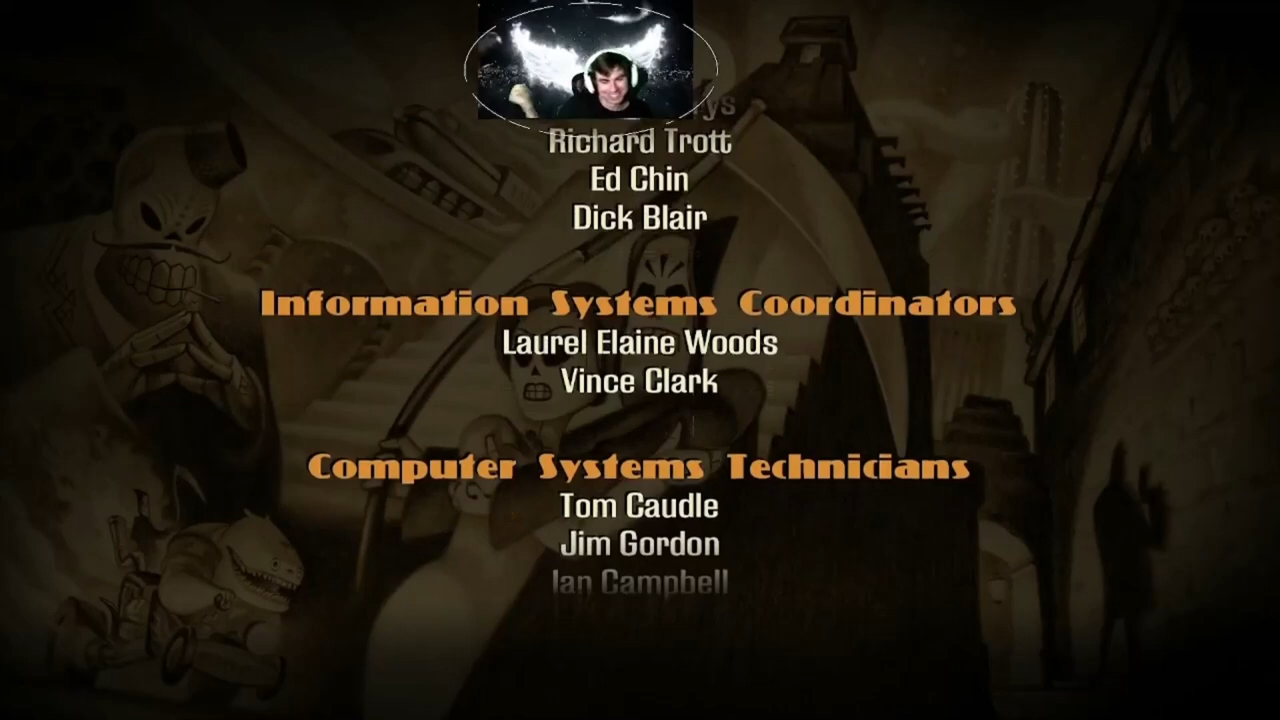 Richard Trott
Ed Chin
Dick Blair
Information Systems Coordinators
Laurel Elaine Woods
Vince Clark
Computer Systems Technicians
Tom Caudle
Jim Gordon
Ian Campbell